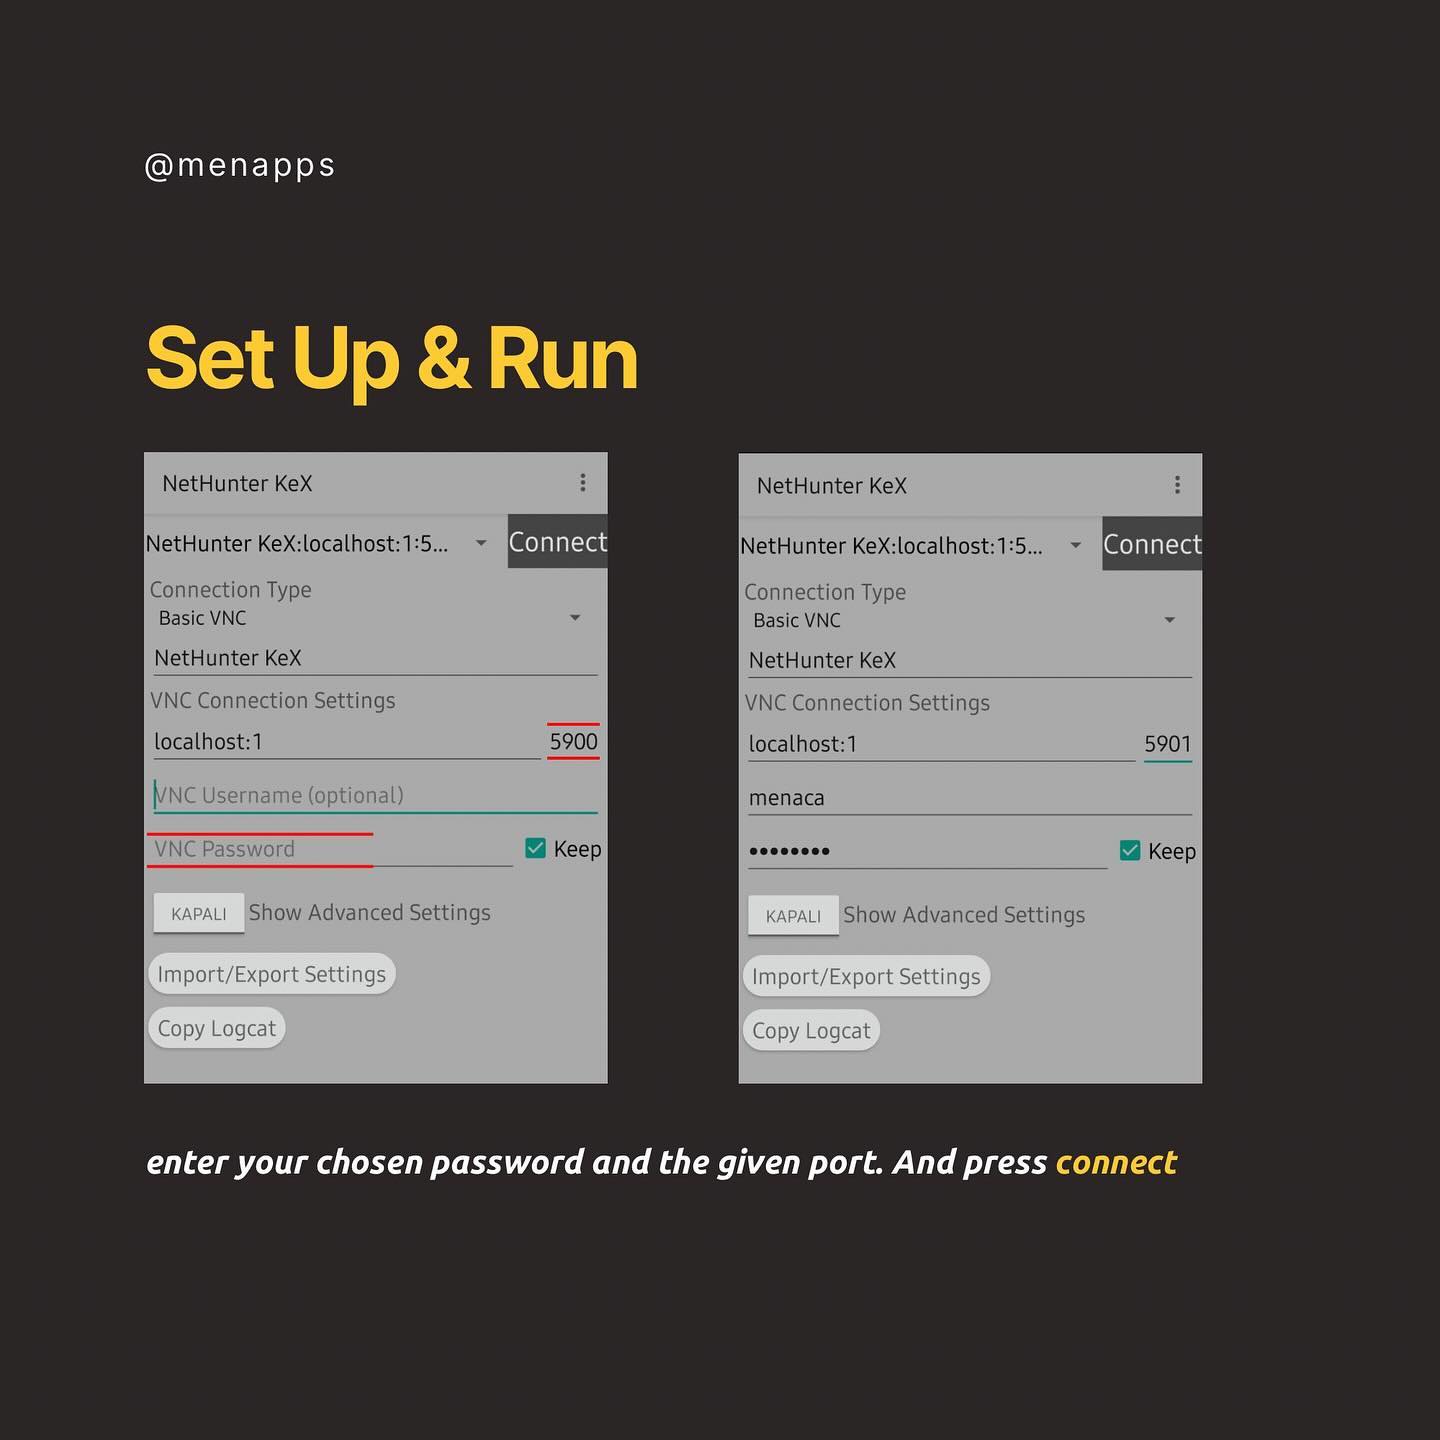 @menapps
Set Up & Run
NetHunter KeX
NetHunter KeX:localhost:1:5...
Connect
Connection Type
Basic VNC
NetHunter KeX
VNC Connection Settings
localhost:1
5900
VNC Username (optional)
VNC Password
Keep
KAPALI
Show Advanced Settings
Import/Export Settings
Copy Logcat
NetHunter KeX
NetHunter KeX:localhost:1:5...
Connect
Connection Type
Basic VNC
NetHunter KeX
VNC Connection Settings
localhost:1
5901
menaca
••••••••
Keep
KAPALI
Show Advanced Settings
Import/Export Settings
Copy Logcat
enter your chosen password and the given port. And press connect